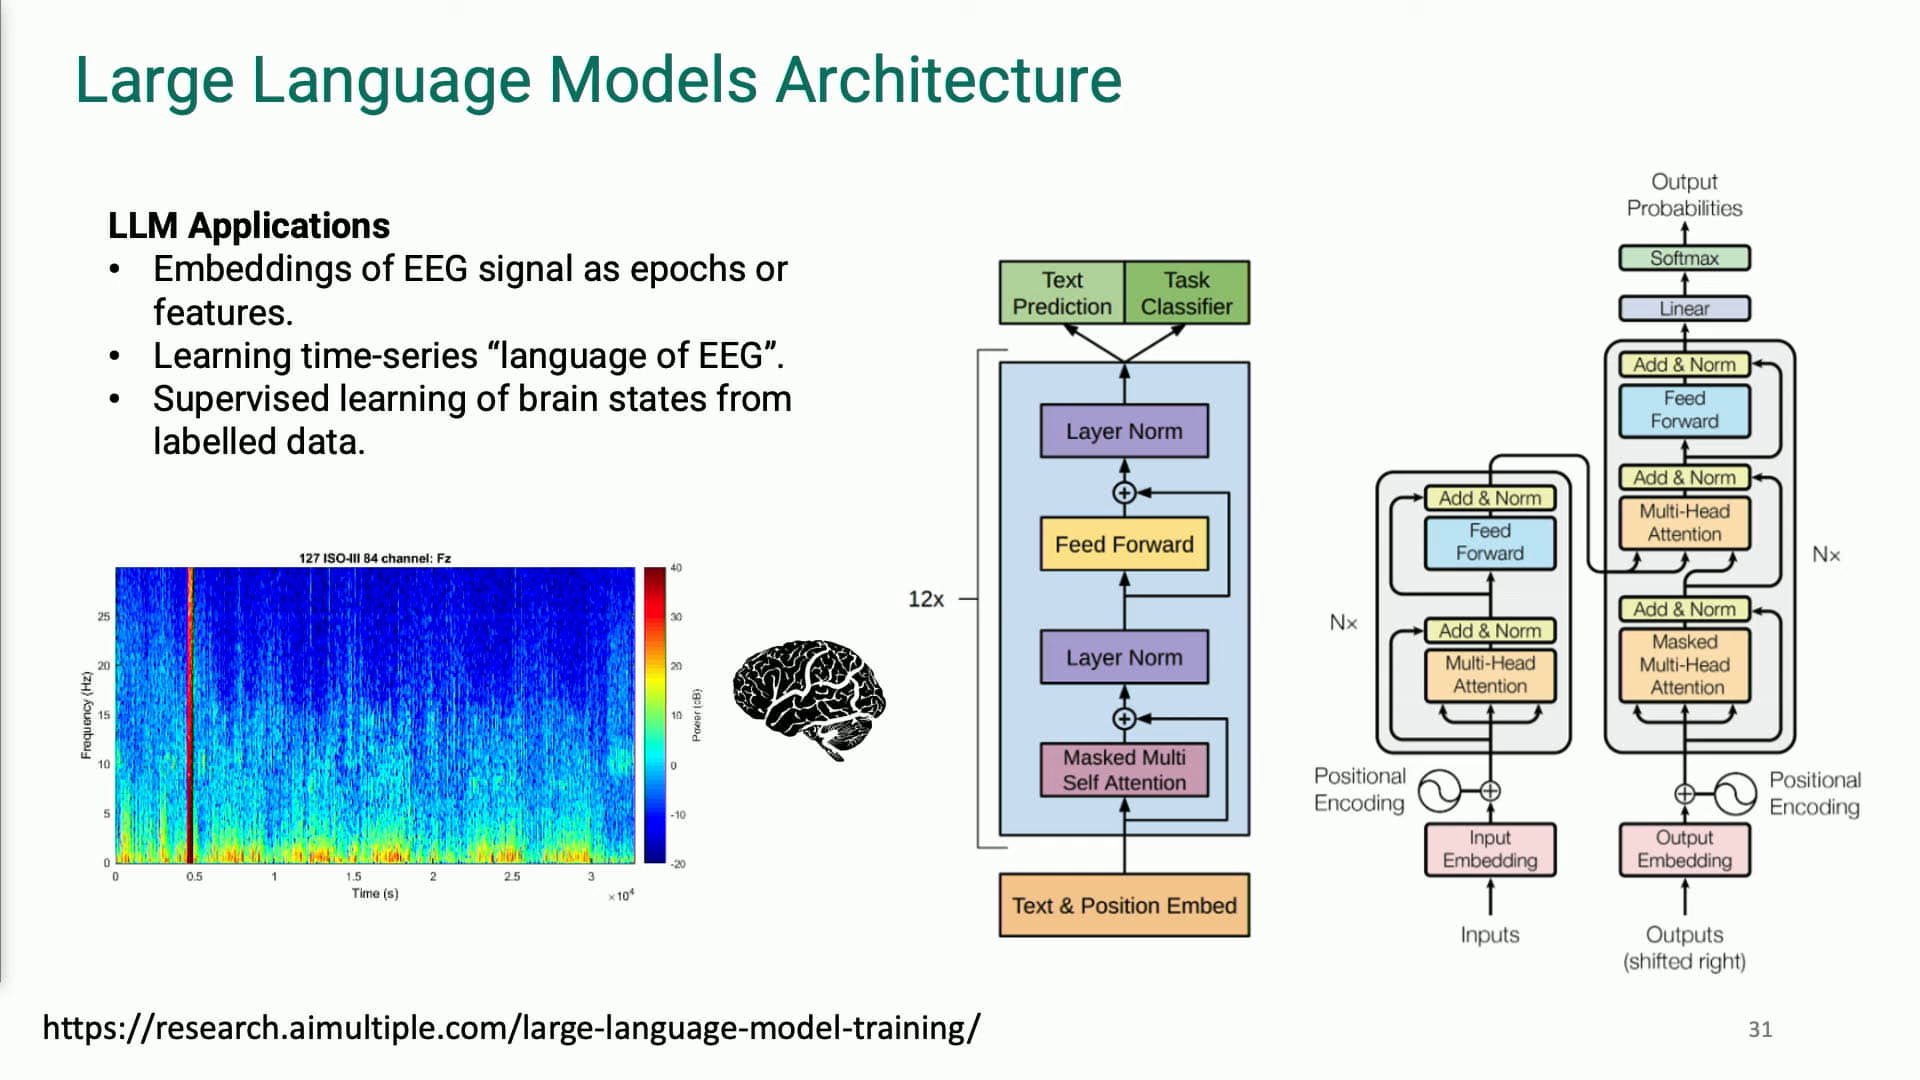 Large Language Models Architecture
LLM Applications
• Embeddings of EEG signal as epochs or
features.
• Learning time-series “language of EEG”.
• Supervised learning of brain states from
labelled data.
127 ISO-III 84 channel: Fz
Frequency (Hz)
25
20
15
10
5
0
0
0.5
1
1.5
2
2.5
3
Time (s)
×10⁴
40
30
20
10
0
-10
-20
Power (dB)
Text
Prediction
Task
Classifier
12x
Layer Norm
Feed Forward
Layer Norm
Masked Multi
Self Attention
Text & Position Embed
Output
Probabilities
Softmax
Linear
Add & Norm
Feed
Forward
Add & Norm
Multi-Head
Attention
N×
Add & Norm
Masked
Multi-Head
Attention
Positional
Encoding
Output
Embedding
Outputs
(shifted right)
Add & Norm
Feed
Forward
N×
Add & Norm
Multi-Head
Attention
Positional
Encoding
Input
Embedding
Inputs
https://research.aimultiple.com/large-language-model-training/
31